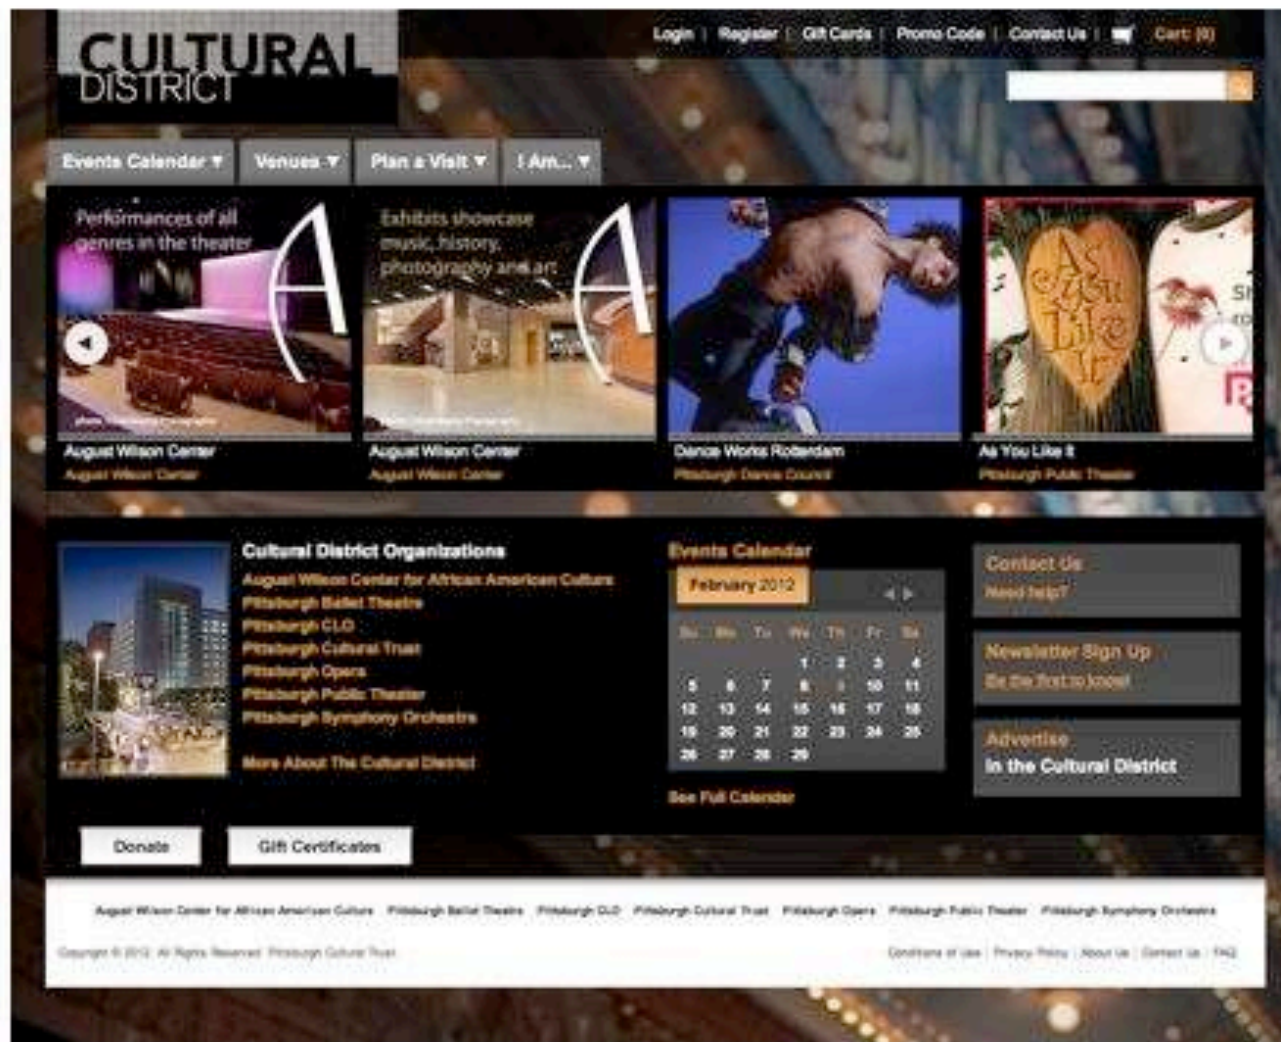 CULTURAL
DISTRICT
Login | Register | Gift Cards | Promo Code | Contact Us | Cart: (0)
Events Calendar ▼ Venues ▼ Plan a Visit ▼ I Am... ▼
Performances of all
genres in the theater
A
Exhibits showcase
music, history,
photography and art
A
As
you
Like
It
August Wilson Center
August Wilson Center
August Wilson Center
August Wilson Center
Dance Works Rotterdam
Pittsburgh Dance Council
As You Like It
Pittsburgh Public Theater
Cultural District Organizations
August Wilson Center for African American Culture
Pittsburgh Ballet Theatre
Pittsburgh CLO
Pittsburgh Cultural Trust
Pittsburgh Opera
Pittsburgh Public Theater
Pittsburgh Symphony Orchestra
More About The Cultural District
Events Calendar
February 2012
Su Mo Tu We Th Fr Sa
1 2 3 4
5 6 7 8 9 10 11
12 13 14 15 16 17 18
19 20 21 22 23 24 25
26 27 28 29
See Full Calendar
Contact Us
Need help?
Newsletter Sign Up
Be the first to know!
Advertise
in the Cultural District
Donate
Gift Certificates
August Wilson Center for African American Culture Pittsburgh Ballet Theatre Pittsburgh CLO Pittsburgh Cultural Trust Pittsburgh Opera Pittsburgh Public Theater Pittsburgh Symphony Orchestra
Copyright © 2012. All Rights Reserved. Pittsburgh Cultural Trust
Conditions of Use | Privacy Policy | About Us | Contact Us | FAQ